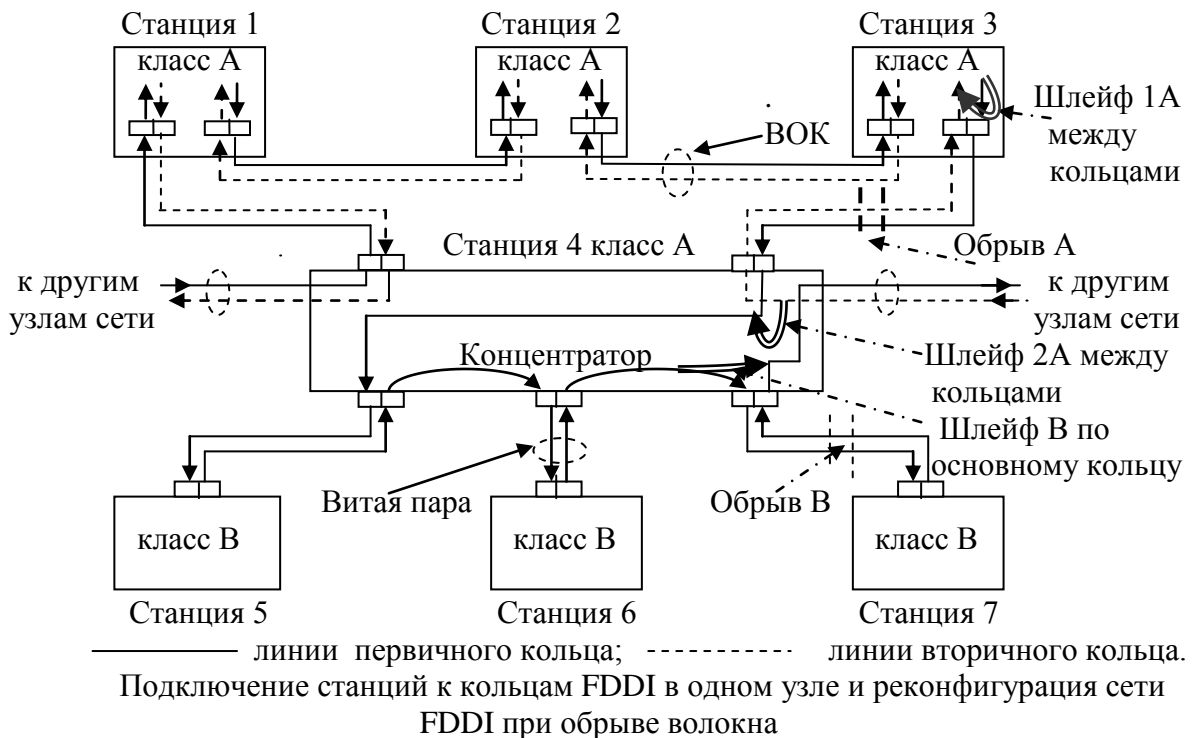 Станция 1
Станция 2
Станция 3
класс А
класс А
класс А
Шлейф 1А
между
кольцами
ВОК
Станция 4 класс А
Обрыв А
к другим
узлам сети
к другим
узлам сети
Концентратор
Шлейф 2А между
кольцами
Шлейф В по
основному кольцу
Витая пара
Обрыв В
класс В
класс В
класс В
Станция 5
Станция 6
Станция 7
линии первичного кольца;
линии вторичного кольца.
Подключение станций к кольцам FDDI в одном узле и реконфигурация сети
FDDI при обрыве волокна